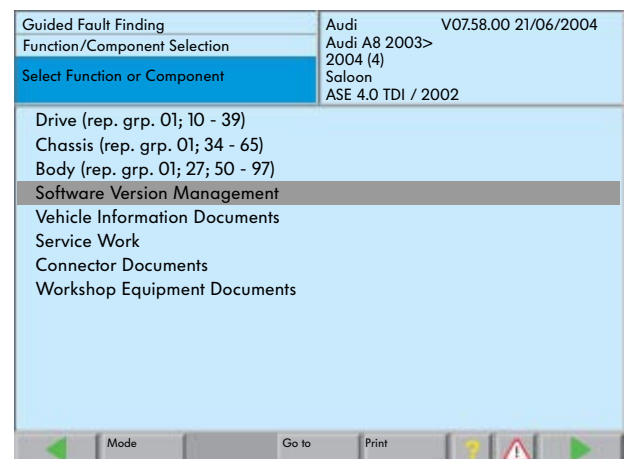 Guided Fault Finding
Function/Component Selection
Select Function or Component
Audi V07.58.00 21/06/2004
Audi A8 2003>
2004 (4)
Saloon
ASE 4.0 TDI / 2002
Drive (rep. grp. 01; 10 - 39)
Chassis (rep. grp. 01; 34 - 65)
Body (rep. grp. 01; 27; 50 - 97)
Software Version Management
Vehicle Information Documents
Service Work
Connector Documents
Workshop Equipment Documents
Mode Go to Print ? !